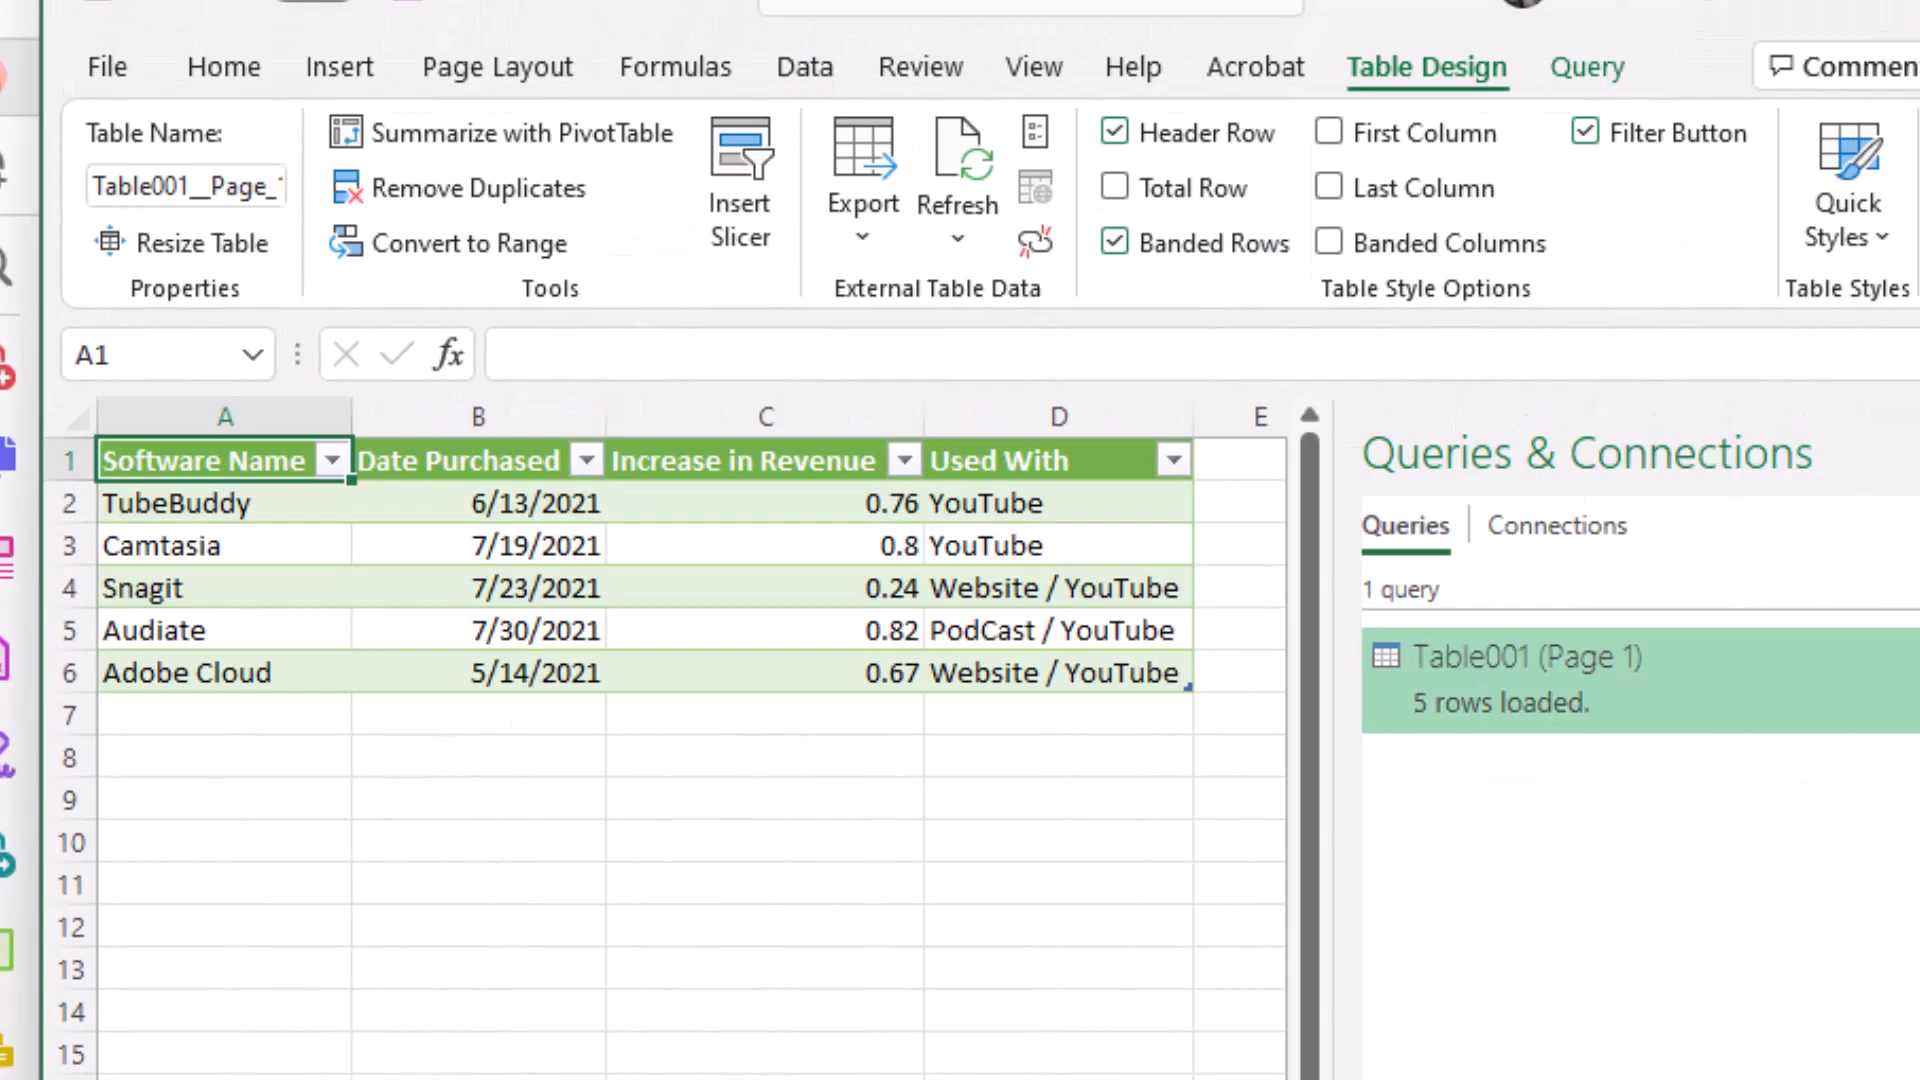 File Home Insert Page Layout Formulas Data Review View Help Acrobat Table Design Query Commen
Table Name:
Table001__Page_1
Resize Table
Properties
Summarize with PivotTable
Remove Duplicates
Convert to Range
Tools
Insert
Slicer
Export
Refresh
External Table Data
Header Row
Total Row
Banded Rows
First Column
Last Column
Banded Columns
Filter Button
Table Style Options
Quick
Styles
Table Styles
A1
fx
A B C D E
1 Software Name Date Purchased Increase in Revenue Used With
2 TubeBuddy 6/13/2021 0.76 YouTube
3 Camtasia 7/19/2021 0.8 YouTube
4 Snagit 7/23/2021 0.24 Website / YouTube
5 Audiate 7/30/2021 0.82 PodCast / YouTube
6 Adobe Cloud 5/14/2021 0.67 Website / YouTube
7
8
9
10
11
12
13
14
15
Queries & Connections
Queries Connections
1 query
Table001 (Page 1)
5 rows loaded.